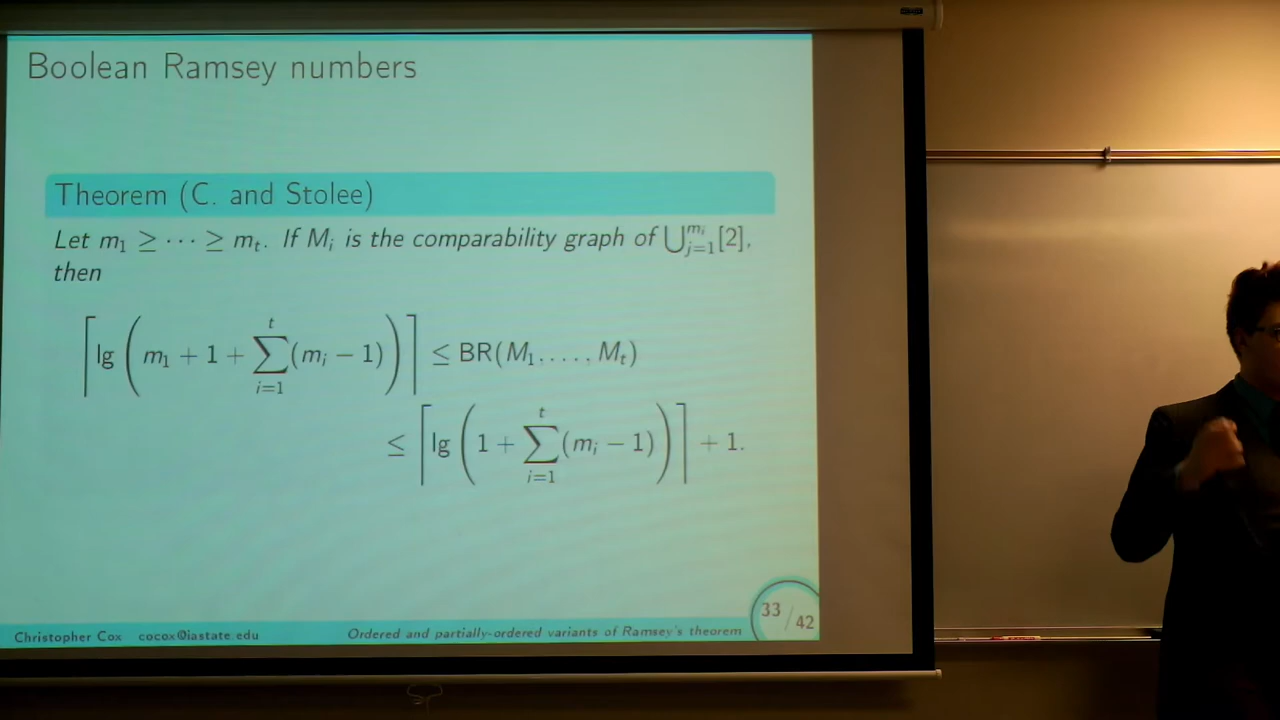 Boolean Ramsey numbers
Theorem (C. and Stolee)
Let m₁ ≥ ⋯ ≥ mₜ. If Mᵢ is the comparability graph of ⋃_{j=1}^{mᵢ}[2],
then
⌈lg(m₁ + 1 + ∑_{i=1}^{t}(mᵢ − 1))⌉ ≤ BR(M₁, . . . , Mₜ)
≤ ⌈lg(1 + ∑_{i=1}^{t}(mᵢ − 1))⌉ + 1.
33/42
Christopher Cox cocox@iastate.edu Ordered and partially-ordered variants of Ramsey's theorem